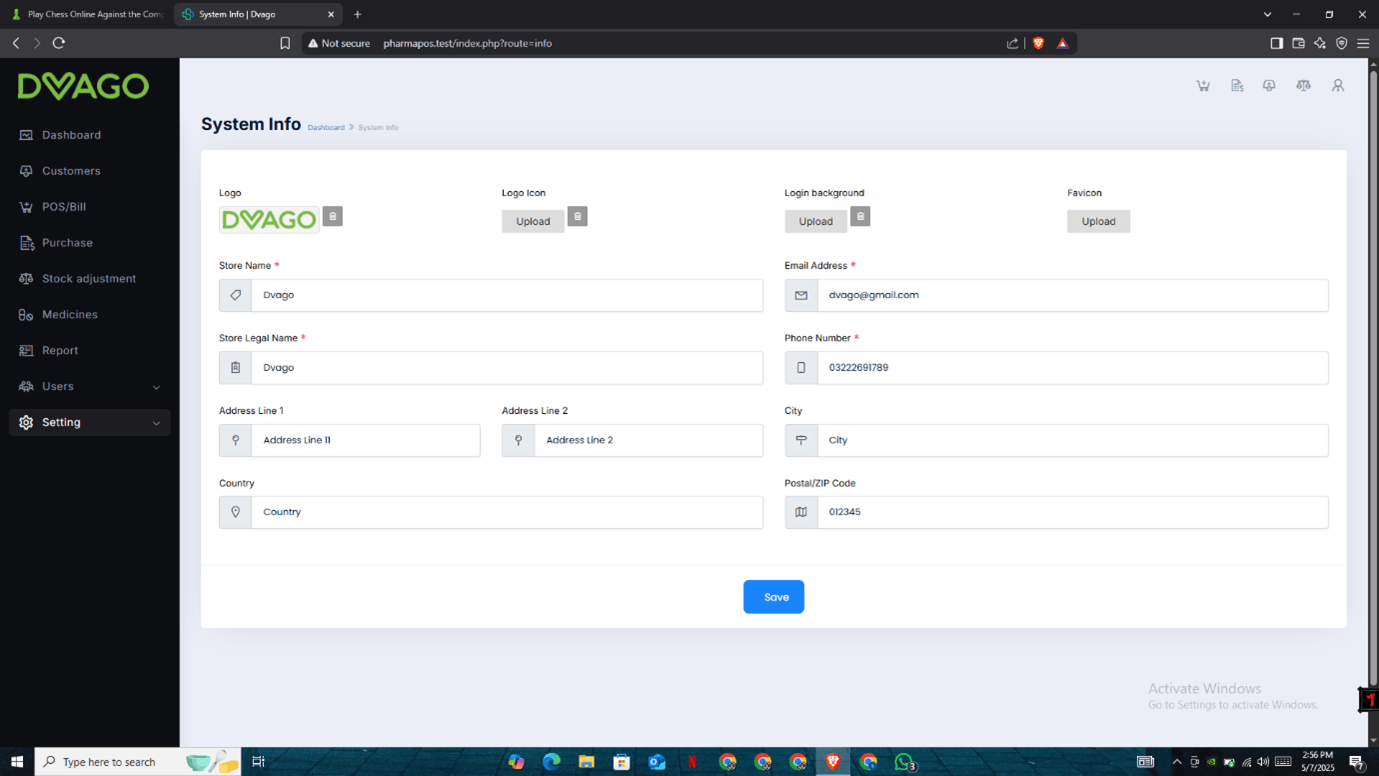 Play Chess Online Against the Com
System Info | Dvago
Not secure pharmapos.test/index.php?route=info
DVAGO
Dashboard
Customers
POS/Bill
Purchase
Stock adjustment
Medicines
Report
Users
Setting
System Info Dashboard System Info
Logo Logo Icon Login background Favicon
DVAGO Upload Upload Upload
Store Name * Email Address *
Dvago dvago@gmail.com
Store Legal Name * Phone Number *
Dvago 03222691789
Address Line 1 Address Line 2 City
Address Line 11 Address Line 2 City
Country Postal/ZIP Code
Country 012345
Save
Activate Windows
Go to Settings to activate Windows.
Type here to search
3
2:56 PM
5/7/2025
7